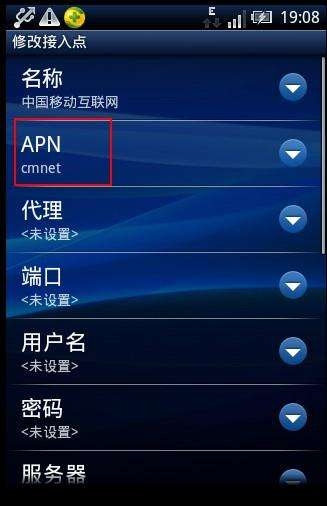 E
19:08
修改接入点
名称
中国移动互联网
APN
cmnet
代理
<未设置>
端口
<未设置>
用户名
<未设置>
密码
<未设置>
服务器